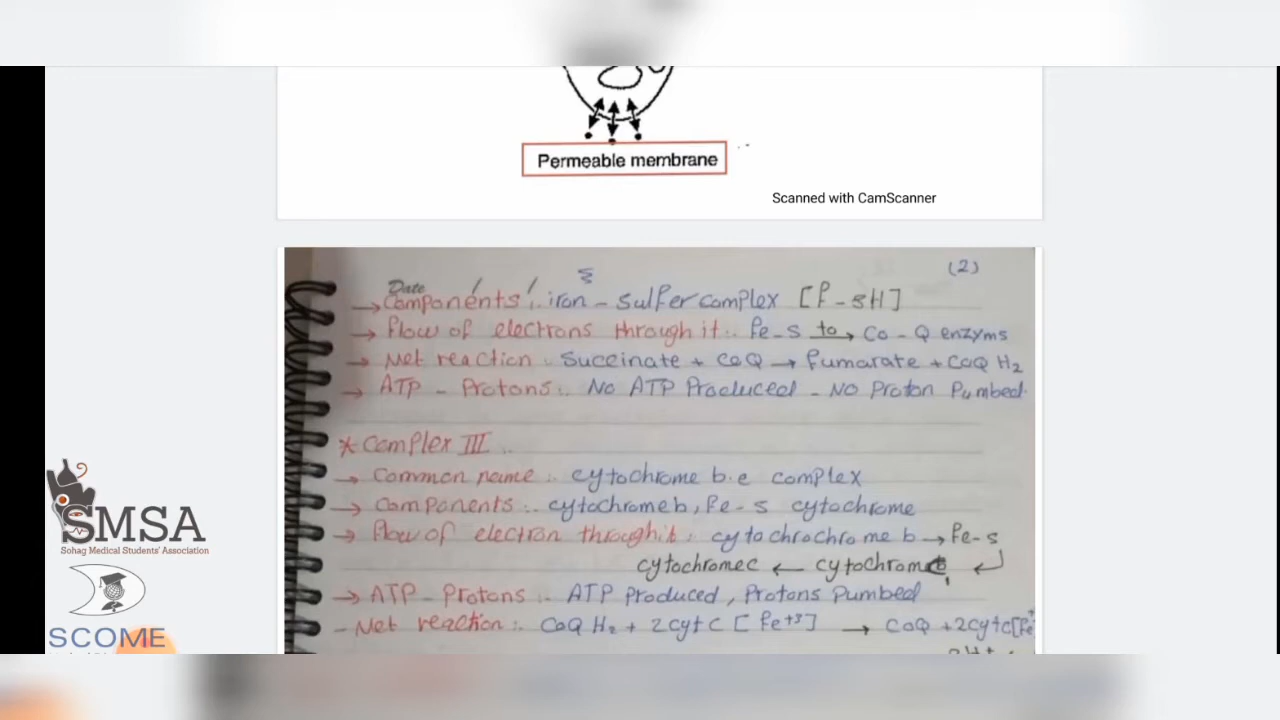 Permeable membrane
Scanned with CamScanner
(2)
Date / /
→ Components :. iron - sulfer complex [f - sH]
→ flow of electrons through it :. fe-s to→ Co - Q enzyms
→ Net reaction :. Succinate + CoQ → fumarate + CoQ H2
→ ATP - Protons :. No ATP Produced - No Proton Pumbed.
* Complex III :.
→ Common name :. cytochrome b.e complex
→ Components :. cytochrome b, fe-s cytochrome
→ flow of electron through it :. cytochrochrome b → fe-s
cytochrome c ← cytochrome
→ ATP - Protons :. ATP Produced, Protons Pumbed
- Net reaction :. CoQ H2 + 2cyt C [fe+3] → CoQ + 2cyt c[fe+
SMSA
Sohag Medical Students' Association
SCOME